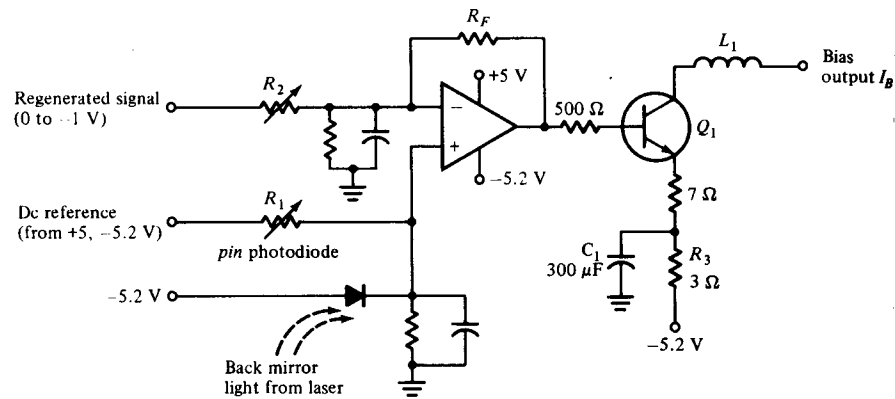 R_F
L_1
Bias
output I_B
R_2
+5 V
Regenerated signal
(0 to -1 V)
500 Ω
Q_1
−
+
-5.2 V
7 Ω
Dc reference
(from +5, -5.2 V)
R_1
pin photodiode
C_1
300 μF
R_3
3 Ω
-5.2 V
-5.2 V
Back mirror
light from laser